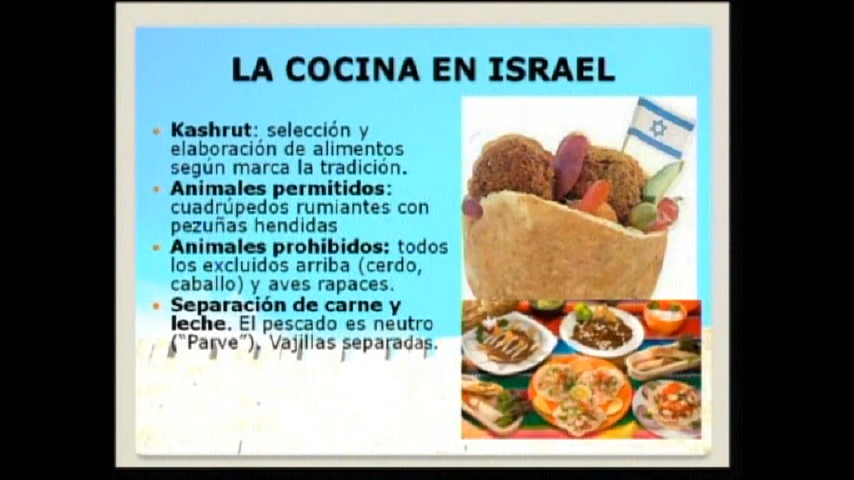 LA COCINA EN ISRAEL
Kashrut: selección y
elaboración de alimentos
según marca la tradición.
Animales permitidos:
cuadrúpedos rumiantes con
pezuñas hendidas
Animales prohibidos: todos
los excluidos arriba (cerdo,
caballo) y aves rapaces.
Separación de carne y
leche. El pescado es neutro
("Parve"). Vajillas separadas.